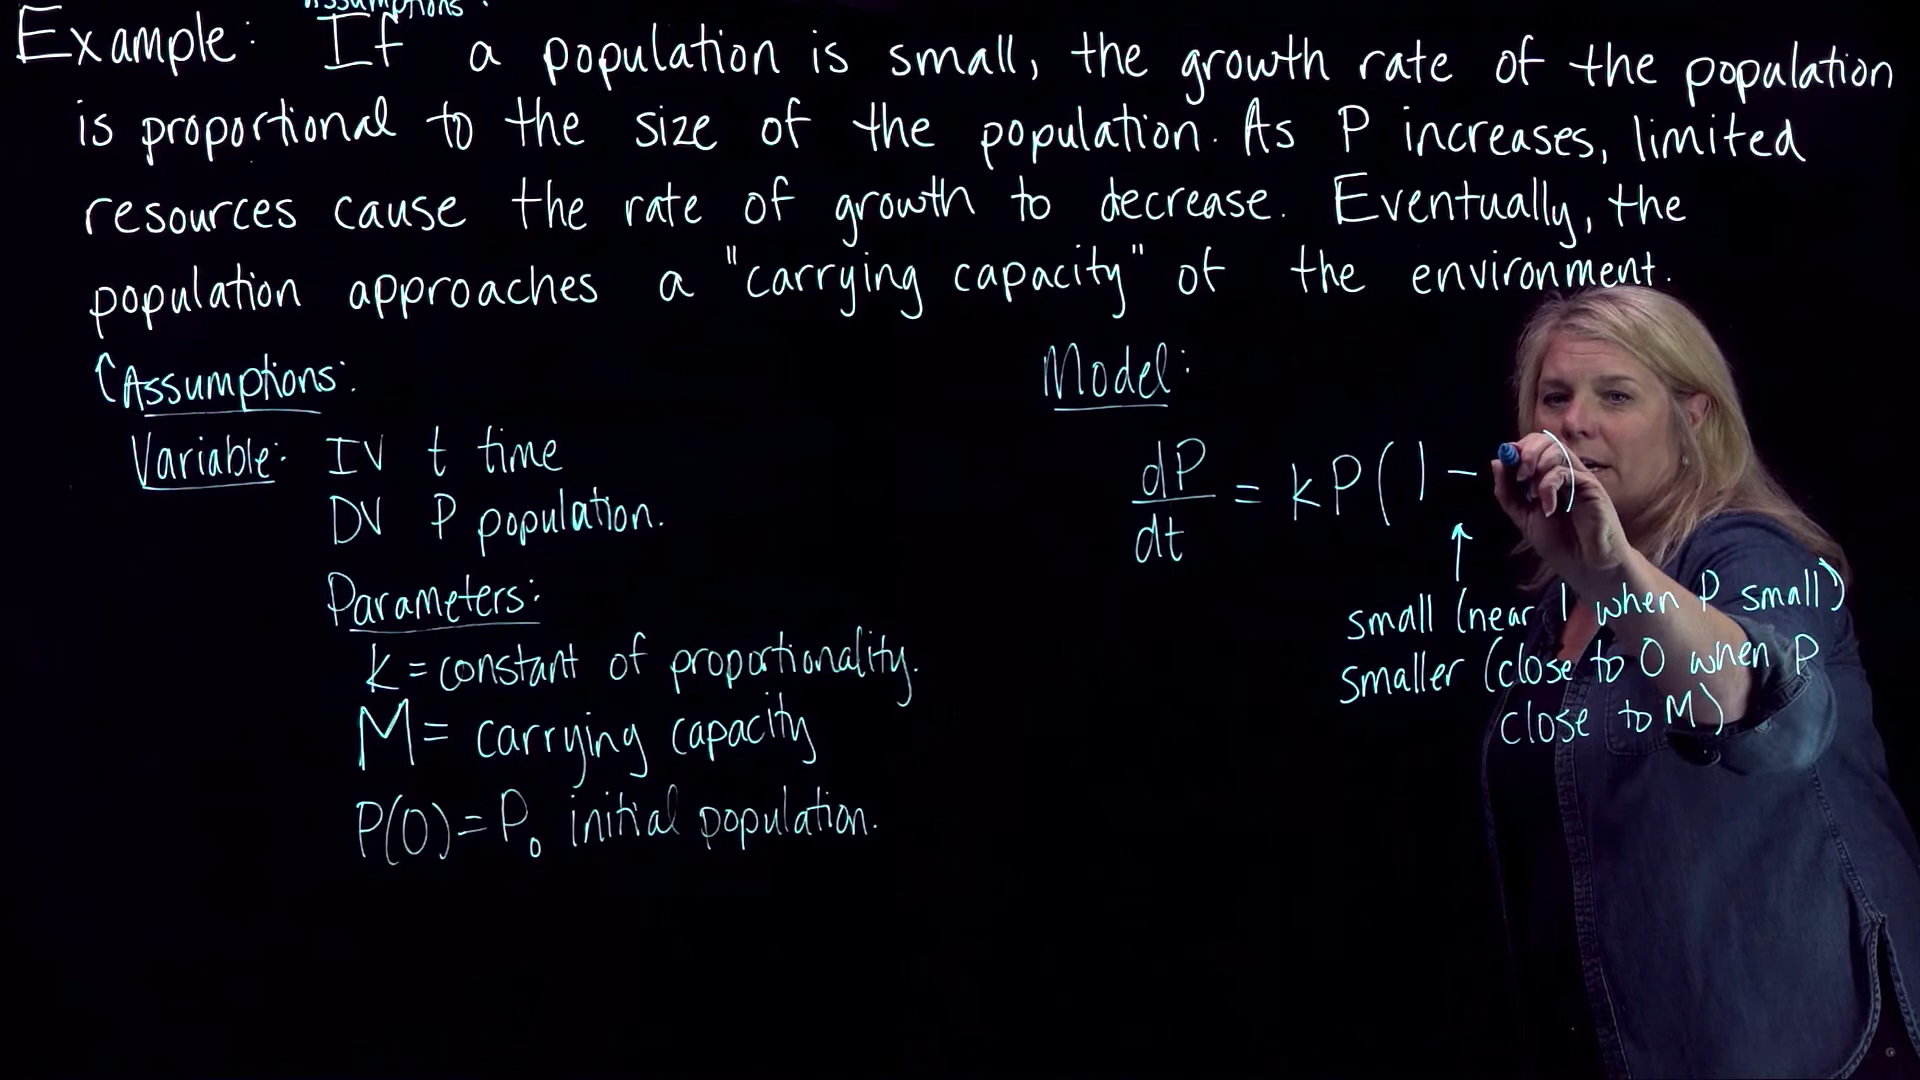 Assumptions:
Example: If a population is small, the growth rate of the population
is proportional to the size of the population. As P increases, limited
resources cause the rate of growth to decrease. Eventually, the
population approaches a "carrying capacity" of the environment.
(Assumptions:
Variable: IV t time
DV P population.
Parameters:
k = constant of proportionality.
M = carrying capacity
P(0) = P₀ initial population.
Model:
dP/dt = kP(1 - )
↑
small (near 1 when P small)
smaller (close to 0 when P
close to M)